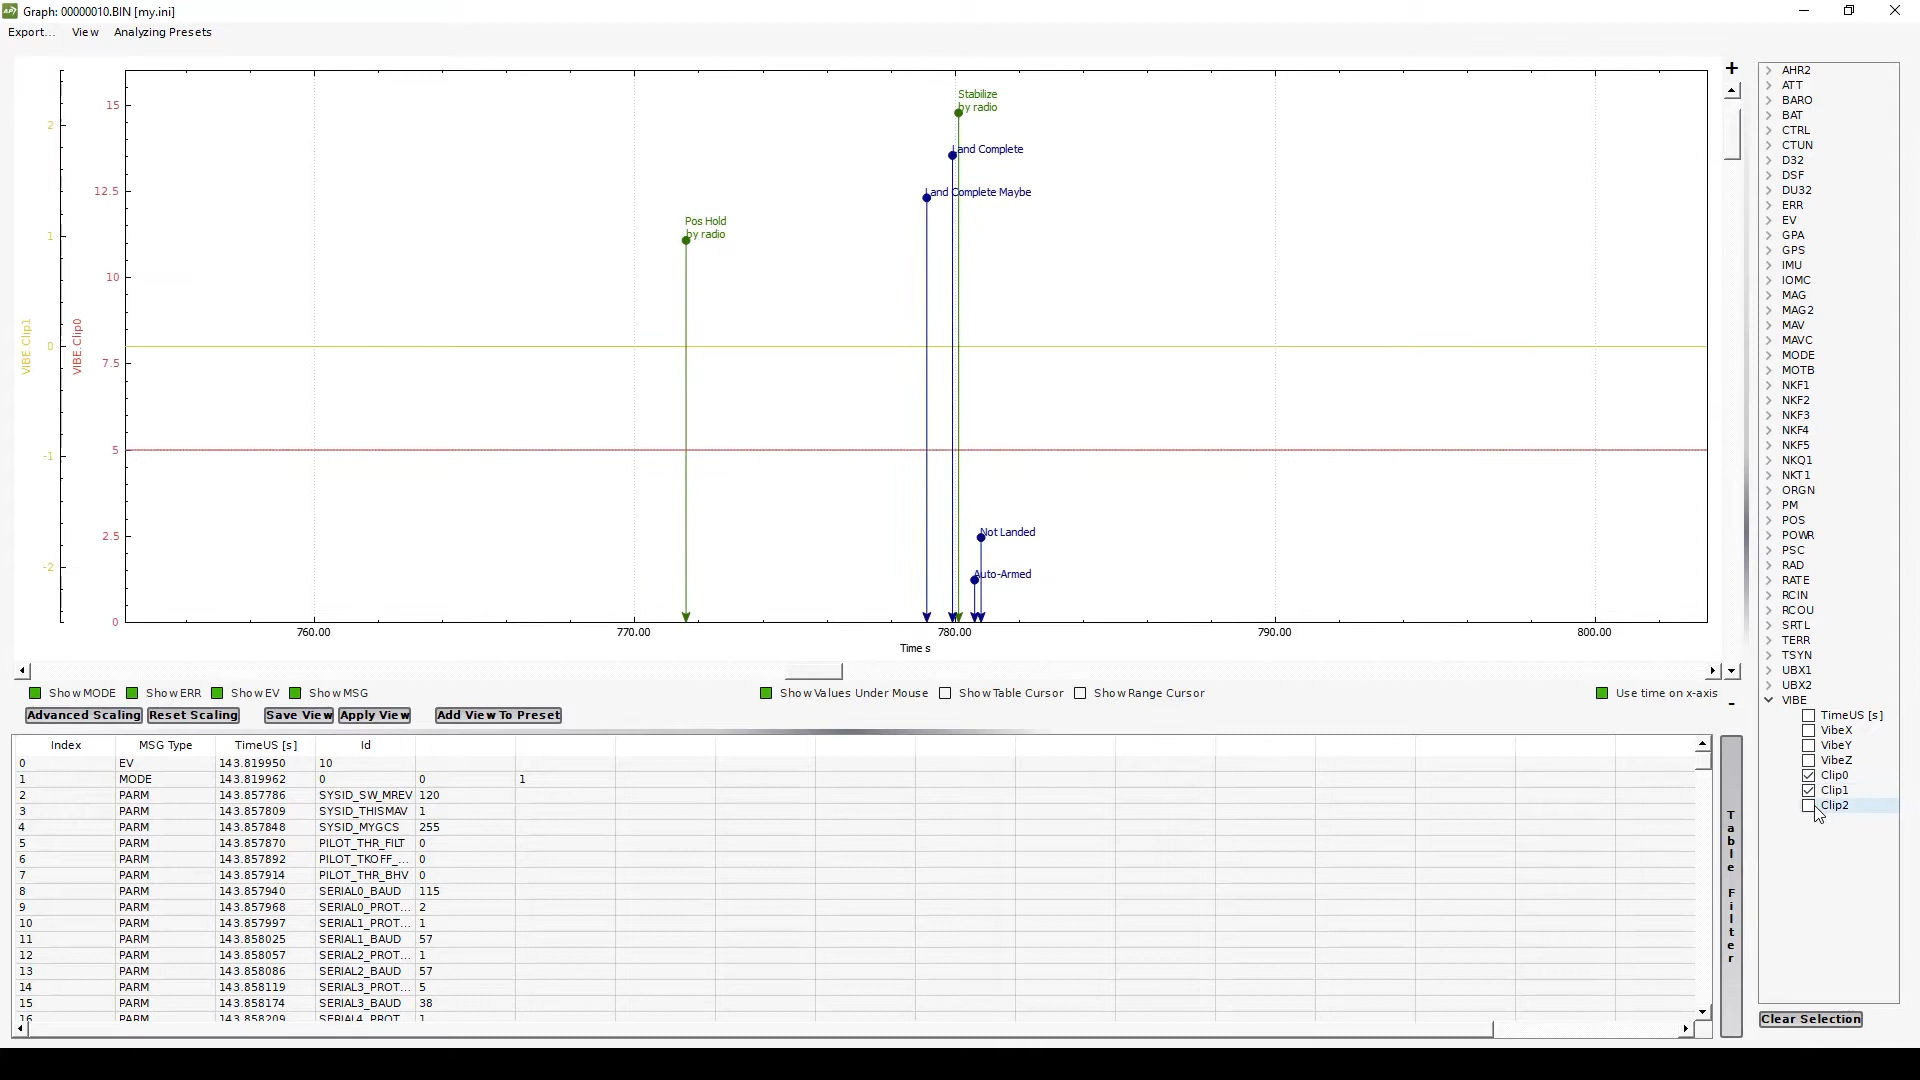 Graph: 00000010.BIN [my.ini]
Export... View Analyzing Presets
VIBE.Clip1
2
1
0
-1
-2
VIBE.Clip0
15
12.5
10
7.5
5
2.5
0
Stabilize
by radio
Land Complete
Land Complete Maybe
Pos Hold
by radio
Not Landed
Auto-Armed
760.00 770.00 780.00 790.00 800.00
Time s
+
-
Show MODE Show ERR Show EV Show MSG Show Values Under Mouse Show Table Cursor Show Range Cursor Use time on x-axis
Advanced Scaling Reset Scaling Save View Apply View Add View To Preset
Index MSG Type TimeUS [s] Id
0 EV 143.819950 10
1 MODE 143.819962 0 0 1
2 PARM 143.857786 SYSID_SW_MREV 120
3 PARM 143.857809 SYSID_THISMAV 1
4 PARM 143.857848 SYSID_MYGCS 255
5 PARM 143.857870 PILOT_THR_FILT 0
6 PARM 143.857892 PILOT_TKOFF_... 0
7 PARM 143.857914 PILOT_THR_BHV 0
8 PARM 143.857940 SERIAL0_BAUD 115
9 PARM 143.857968 SERIAL0_PROT... 2
10 PARM 143.857997 SERIAL1_PROT... 1
11 PARM 143.858025 SERIAL1_BAUD 57
12 PARM 143.858057 SERIAL2_PROT... 1
13 PARM 143.858086 SERIAL2_BAUD 57
14 PARM 143.858119 SERIAL3_PROT... 5
15 PARM 143.858174 SERIAL3_BAUD 38
16 PARM 143.858209 SERIAL4_PROT 1
Table Filter
AHR2
ATT
BARO
BAT
CTRL
CTUN
D32
DSF
DU32
ERR
EV
GPA
GPS
IMU
IOMC
MAG
MAG2
MAV
MAVC
MODE
MOTB
NKF1
NKF2
NKF3
NKF4
NKF5
NKQ1
NKT1
ORGN
PM
POS
POWR
PSC
RAD
RATE
RCIN
RCOU
SRTL
TERR
TSYN
UBX1
UBX2
VIBE
TimeUS [s]
VibeX
VibeY
VibeZ
Clip0
Clip1
Clip2
Clear Selection